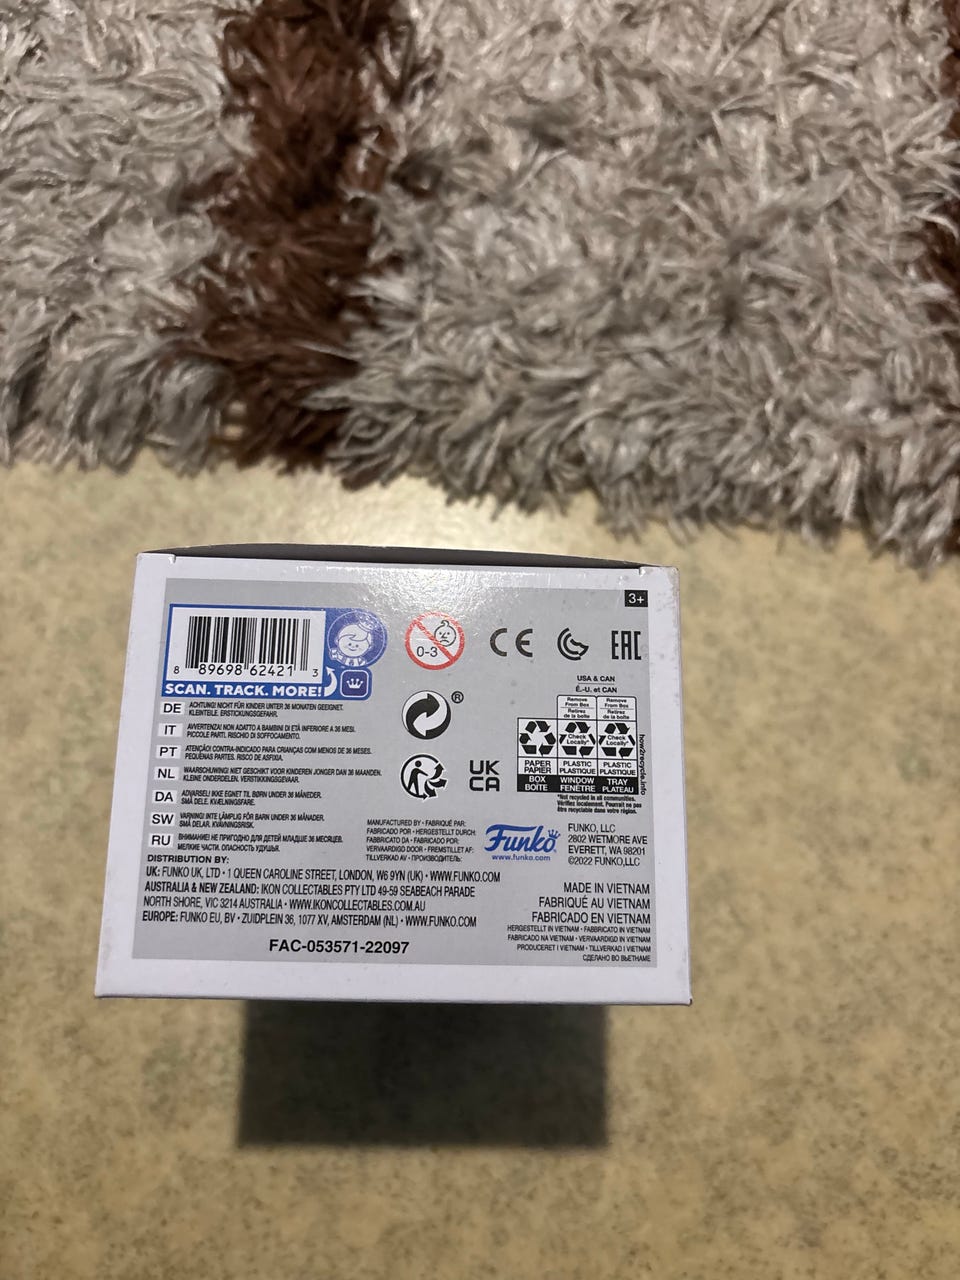 3+
8 89698 62421 3
SCAN. TRACK. MORE!
0-3
CE
EAC
DE ACHTUNG! NICHT FÜR KINDER UNTER 36 MONATEN GEEIGNET.
KLEINTEILE. ERSTICKUNGSGEFAHR.
IT AVVERTENZA! NON ADATTO A BAMBINI DI ETÀ INFERIORE A 36 MESI.
PICCOLE PARTI. RISCHIO DI SOFFOCAMENTO.
PT ATENÇÃO! CONTRA-INDICADO PARA CRIANÇAS COM MENOS DE 36 MESES.
PEQUENAS PARTES. RISCO DE ASFIXIA.
NL WAARSCHUWING! NIET GESCHIKT VOOR KINDEREN JONGER DAN 36 MAANDEN.
KLEINE ONDERDELEN. VERSTIKKINGSGEVAAR.
DA ADVARSEL! IKKE EGNET TIL BØRN UNDER 36 MÅNEDER.
SMÅ DELE. KVÆLNINGSFARE.
SW VARNING! INTE LÄMPLIG FÖR BARN UNDER 36 MÅNADER.
SMÅ DELAR. KVÄVNINGSRISK.
RU ВНИМАНИЕ! НЕ ПРИГОДНО ДЛЯ ДЕТЕЙ МЛАДШЕ 36 МЕСЯЦЕВ.
МЕЛКИЕ ЧАСТИ. ОПАСНОСТЬ УДУШЬЯ.
®
UK
CA
USA & CAN
É.-U. et CAN
Remove From Box
Retirez de la boîte
Remove From Box
Retirez de la boîte
Check Locally*
Check Locally*
PAPER
PAPIER
PLASTIC
PLASTIQUE
PLASTIC
PLASTIQUE
BOX
BOÎTE
WINDOW
FENÊTRE
TRAY
PLATEAU
*Not recycled in all communities.
Vérifiez localement. Pourrait ne pas
être recyclable dans votre région.
how2recycle.info
MANUFACTURED BY • FABRIQUÉ PAR:
FABRICADO POR • HERGESTELLT DURCH:
FABBRICATO DA • FABRICADO POR:
VERVAARDIGD DOOR • FREMSTILLET AF:
TILLVERKAD AV • ПРОИЗВОДИТЕЛЬ:
Funko
www.funko.com
FUNKO, LLC
2802 WETMORE AVE
EVERETT, WA 98201
©2022 FUNKO,LLC
DISTRIBUTION BY:
UK: FUNKO UK, LTD • 1 QUEEN CAROLINE STREET, LONDON, W6 9YN (UK) • WWW.FUNKO.COM
AUSTRALIA & NEW ZEALAND: IKON COLLECTABLES PTY LTD 49-59 SEABEACH PARADE
NORTH SHORE, VIC 3214 AUSTRALIA • WWW.IKONCOLLECTABLES.COM.AU
EUROPE: FUNKO EU, BV • ZUIDPLEIN 36, 1077 XV, AMSTERDAM (NL) • WWW.FUNKO.COM
FAC-053571-22097
MADE IN VIETNAM
FABRIQUÉ AU VIETNAM
FABRICADO EN VIETNAM
HERGESTELLT IN VIETNAM • FABBRICATO IN VIETNAM
FABRICADO NA VIETNAM • VERVAARDIGD IN VIETNAM
PRODUCERET I VIETNAM • TILLVERKAD I VIETNAM
СДЕЛАНО ВО ВЬЕТНАМЕ